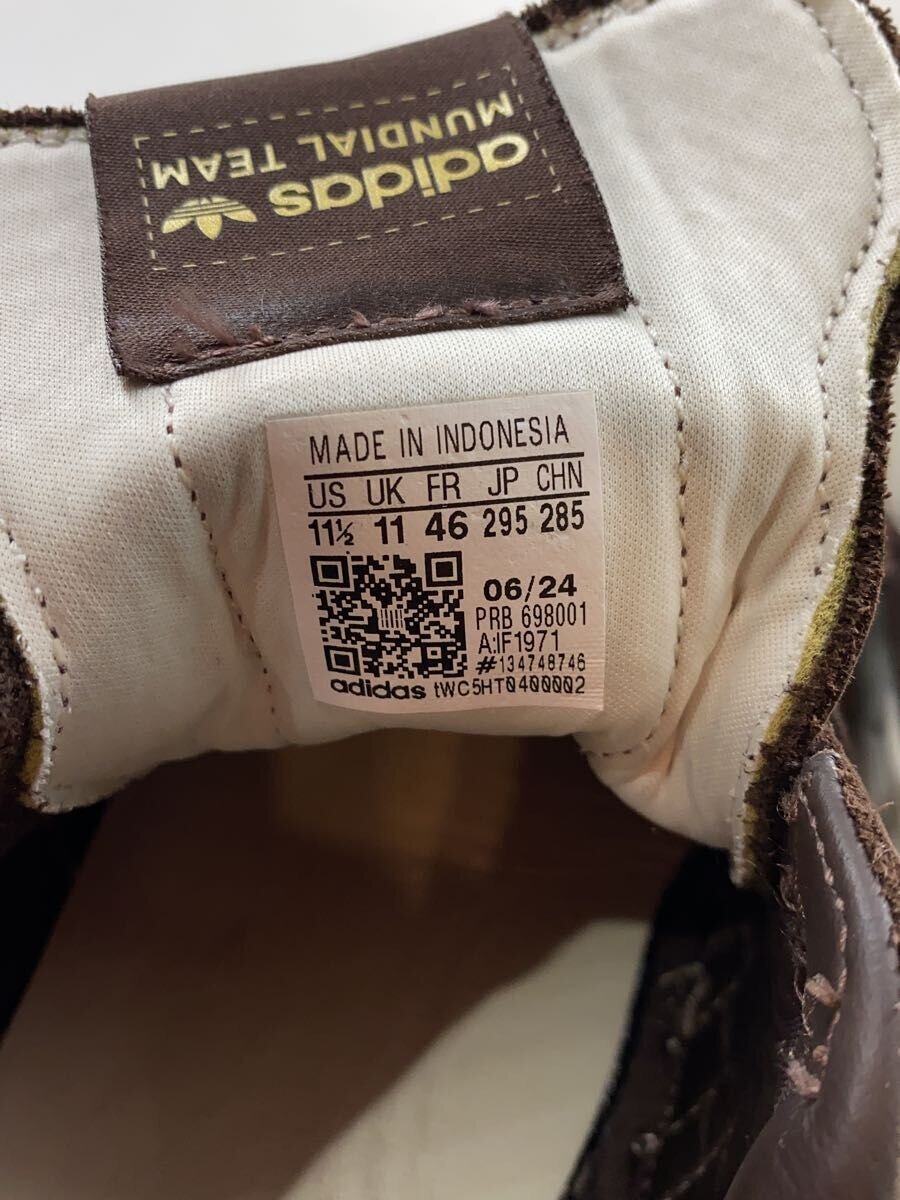 adidas
MUNDIAL TEAM
MADE IN INDONESIA
US UK FR JP CHN
11½ 11 46 295 285
06/24
PRB 698001
A:IF1971
#134748746
adidas tWC5HT0400002